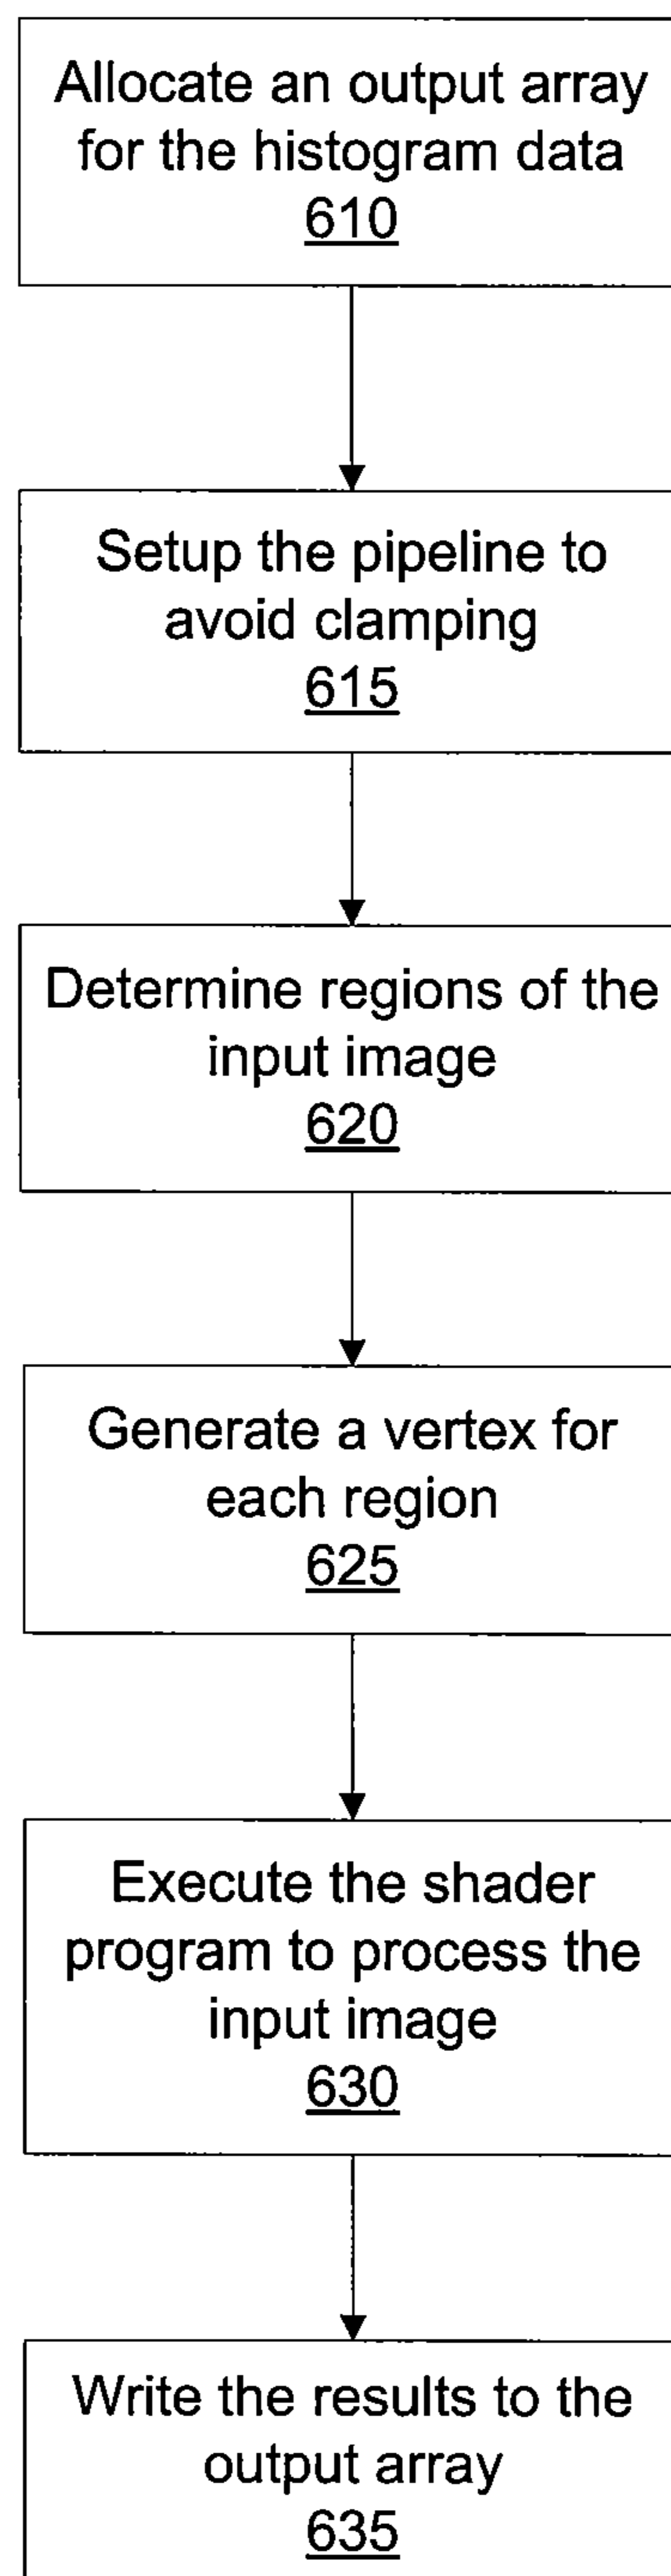 Allocate an output array
for the histogram data
610
Setup the pipeline to
avoid clamping
615
Determine regions of the
input image
620
Generate a vertex for
each region
625
Execute the shader
program to process the
input image
630
Write the results to the
output array
635